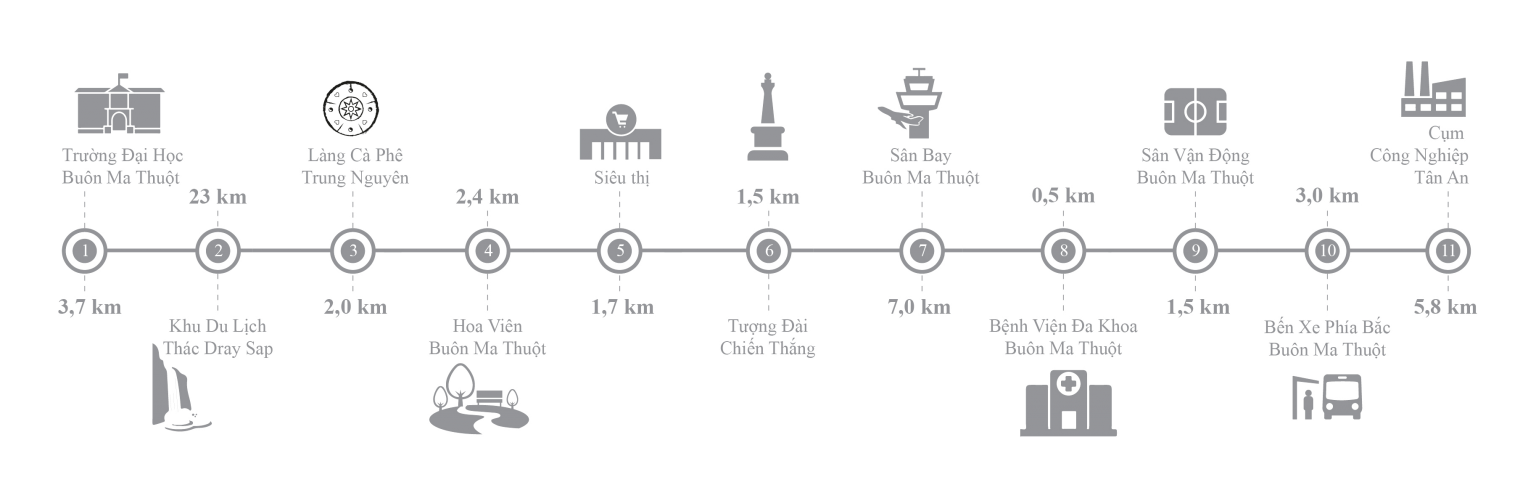 Trường Đại Học
Buôn Ma Thuột
1
3,7 km
23 km
2
Khu Du Lịch
Thác Dray Sap
Làng Cà Phê
Trung Nguyên
3
2,0 km
2,4 km
4
Hoa Viên
Buôn Ma Thuột
Siêu thị
5
1,7 km
1,5 km
6
Tượng Đài
Chiến Thắng
Sân Bay
Buôn Ma Thuột
7
7,0 km
0,5 km
8
Bệnh Viện Đa Khoa
Buôn Ma Thuột
Sân Vận Động
Buôn Ma Thuột
9
1,5 km
3,0 km
10
Bến Xe Phía Bắc
Buôn Ma Thuột
Cụm
Công Nghiệp
Tân An
11
5,8 km